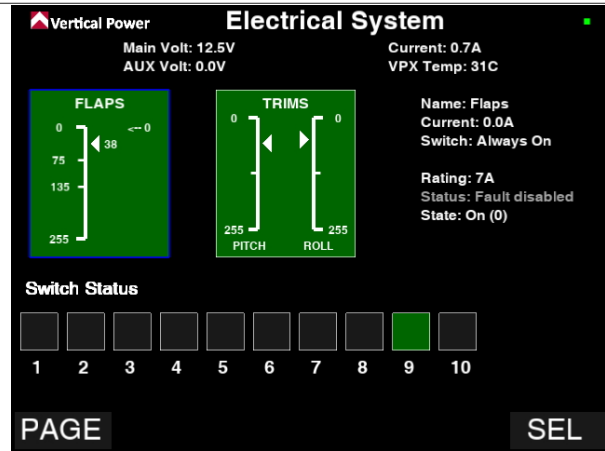 Vertical Power
Electrical System
Main Volt: 12.5V
AUX Volt: 0.0V
Current: 0.7A
VPX Temp: 31C
FLAPS
0
<-- 0
38
75
135
255
TRIMS
0
0
255
255
PITCH
ROLL
Name: Flaps
Current: 0.0A
Switch: Always On
Rating: 7A
Status: Fault disabled
State: On (0)
Switch Status
1 2 3 4 5 6 7 8 9 10
PAGE
SEL